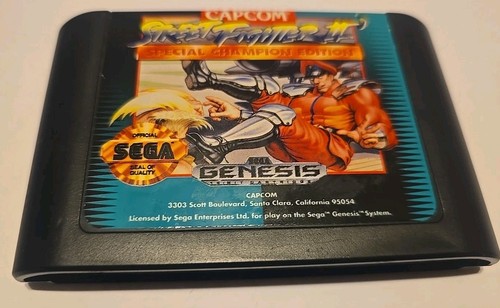 CAPCOM
STREET FIGHTER II'
SPECIAL CHAMPION EDITION
OFFICIAL
SEGA
SEAL OF
QUALITY
SEGA
GENESIS
CAPCOM
3303 Scott Boulevard, Santa Clara, California 95054
Licensed by Sega Enterprises Ltd. for play on the Sega™ Genesis™ System.